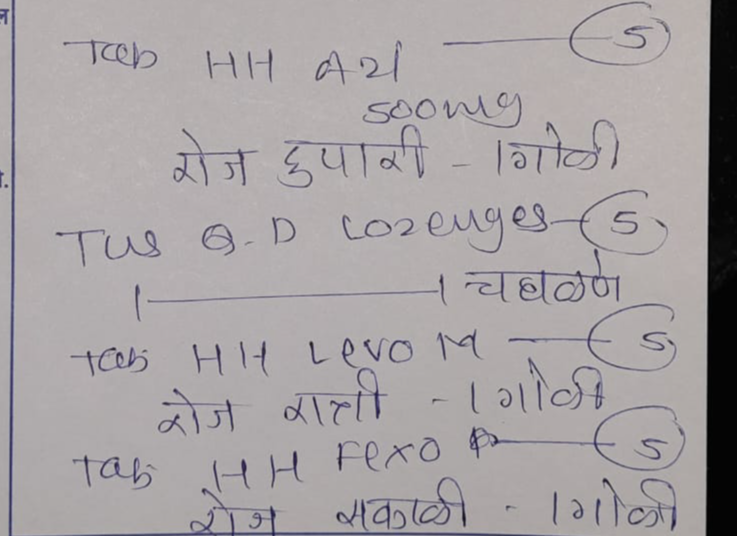 Tab HH AZI — 5
500mg
रोज दुपारी - 1 गोळी
TUS Q-D Lozenges — 5
1 — 1 चघळणे
Tab HH Levo M — 5
रोज रात्री - 1 गोळी
Tab HH Fexo — 5
रोज सकाळी - 1 गोळी